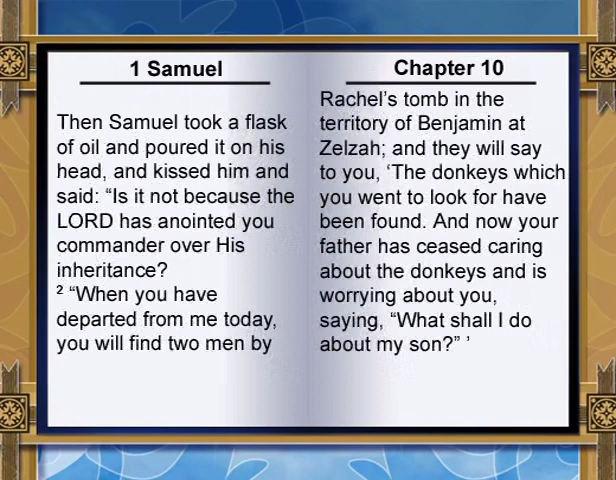 1 Samuel
Then Samuel took a flask
of oil and poured it on his
head, and kissed him and
said: “Is it not because the
LORD has anointed you
commander over His
inheritance?
² “When you have
departed from me today,
you will find two men by
Chapter 10
Rachel’s tomb in the
territory of Benjamin at
Zelzah; and they will say
to you, ‘The donkeys which
you went to look for have
been found. And now your
father has ceased caring
about the donkeys and is
worrying about you,
saying, “What shall I do
about my son?” ’